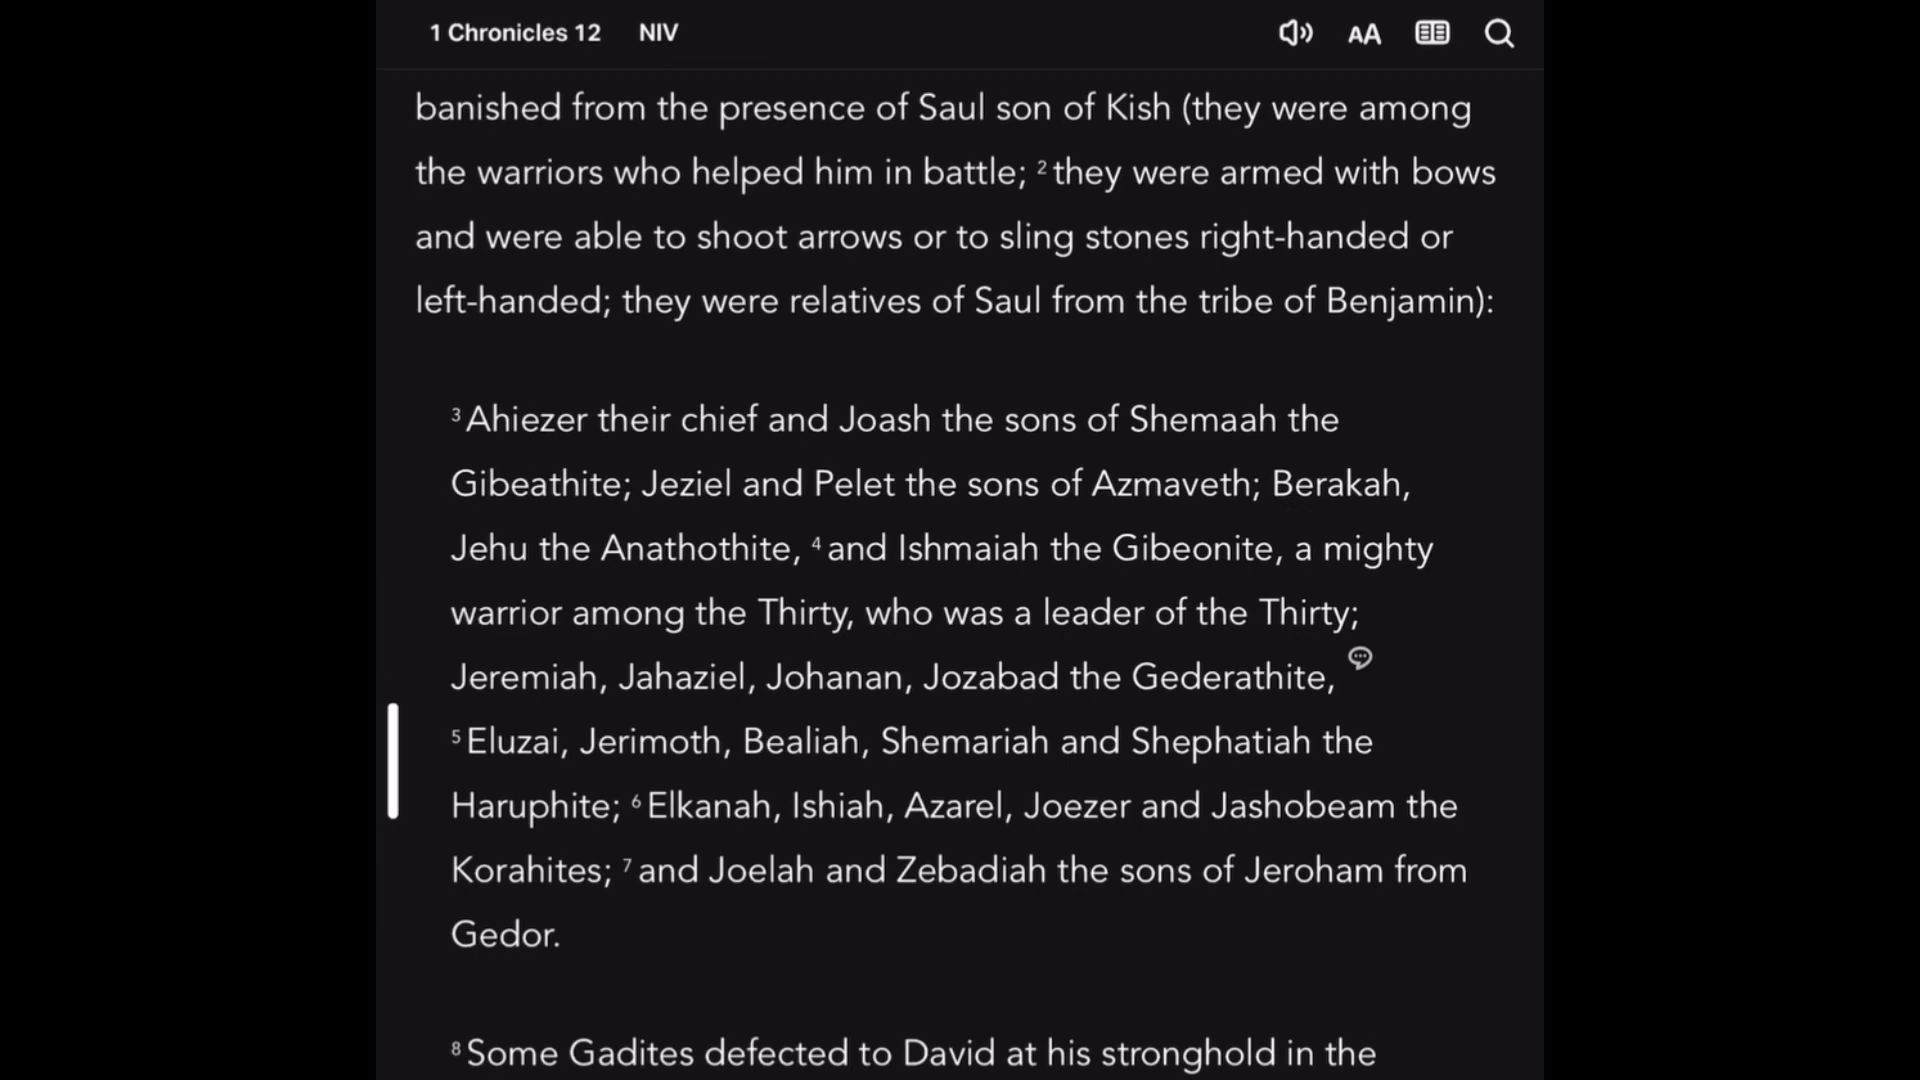 1 Chronicles 12 NIV AA
banished from the presence of Saul son of Kish (they were among
the warriors who helped him in battle; 2 they were armed with bows
and were able to shoot arrows or to sling stones right-handed or
left-handed; they were relatives of Saul from the tribe of Benjamin):
3 Ahiezer their chief and Joash the sons of Shemaah the
Gibeathite; Jeziel and Pelet the sons of Azmaveth; Berakah,
Jehu the Anathothite, 4 and Ishmaiah the Gibeonite, a mighty
warrior among the Thirty, who was a leader of the Thirty;
Jeremiah, Jahaziel, Johanan, Jozabad the Gederathite,
5 Eluzai, Jerimoth, Bealiah, Shemariah and Shephatiah the
Haruphite; 6 Elkanah, Ishiah, Azarel, Joezer and Jashobeam the
Korahites; 7 and Joelah and Zebadiah the sons of Jeroham from
Gedor.
8 Some Gadites defected to David at his stronghold in the